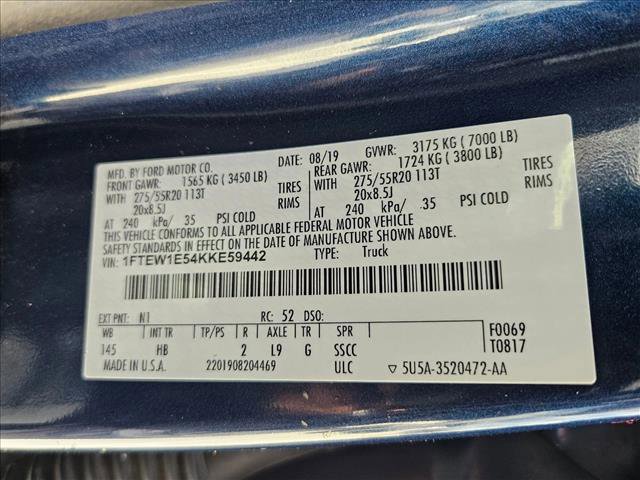 MFD. BY FORD MOTOR CO. DATE: 08/19 GVWR: 3175 KG ( 7000 LB)
FRONT GAWR: 1565 KG ( 3450 LB) REAR GAWR: 1724 KG ( 3800 LB)
WITH 275/55R20 113T TIRES WITH 275/55R20 113T TIRES
20x8.5J RIMS 20x8.5J RIMS
AT 240 kPa/ 35 PSI COLD AT 240 kPa/ 35 PSI COLD
THIS VEHICLE CONFORMS TO ALL APPLICABLE FEDERAL MOTOR VEHICLE
SAFETY STANDARDS IN EFFECT ON THE DATE OF MANUFACTURE SHOWN ABOVE.
VIN: 1FTEW1E54KKE59442 TYPE: Truck
EXT PNT: N1 RC: 52 DSO: F0069
WB INT TR TP/PS R AXLE TR SPR T0817
145 HB 2 L9 G SSCC
MADE IN U.S.A. 2201908204469 ULC ▽ 5U5A-3520472-AA